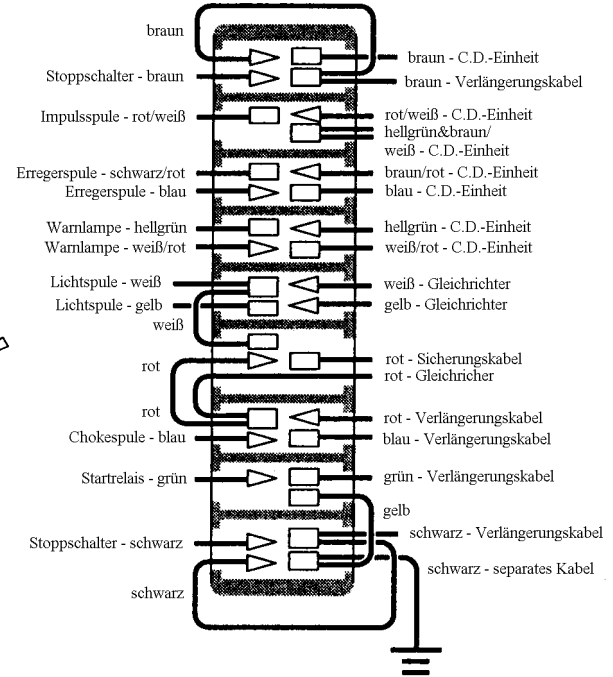 braun
braun - C.D.-Einheit
Stoppschalter - braun
braun - Verlängerungskabel
Impulsspule - rot/weiß
rot/weiß - C.D.-Einheit
hellgrün&braun/
weiß - C.D.-Einheit
Erregerspule - schwarz/rot
braun/rot - C.D.-Einheit
Erregerspule - blau
blau - C.D.-Einheit
Warnlampe - hellgrün
hellgrün - C.D.-Einheit
Warnlampe - weiß/rot
weiß/rot - C.D.-Einheit
Lichtspule - weiß
weiß - Gleichrichter
Lichtspule - gelb
gelb - Gleichrichter
weiß
rot - Sicherungskabel
rot
rot - Gleichricher
rot
rot - Verlängerungskabel
Chokespule - blau
blau - Verlängerungskabel
Startrelais - grün
grün - Verlängerungskabel
gelb
schwarz - Verlängerungskabel
Stoppschalter - schwarz
schwarz - separates Kabel
schwarz